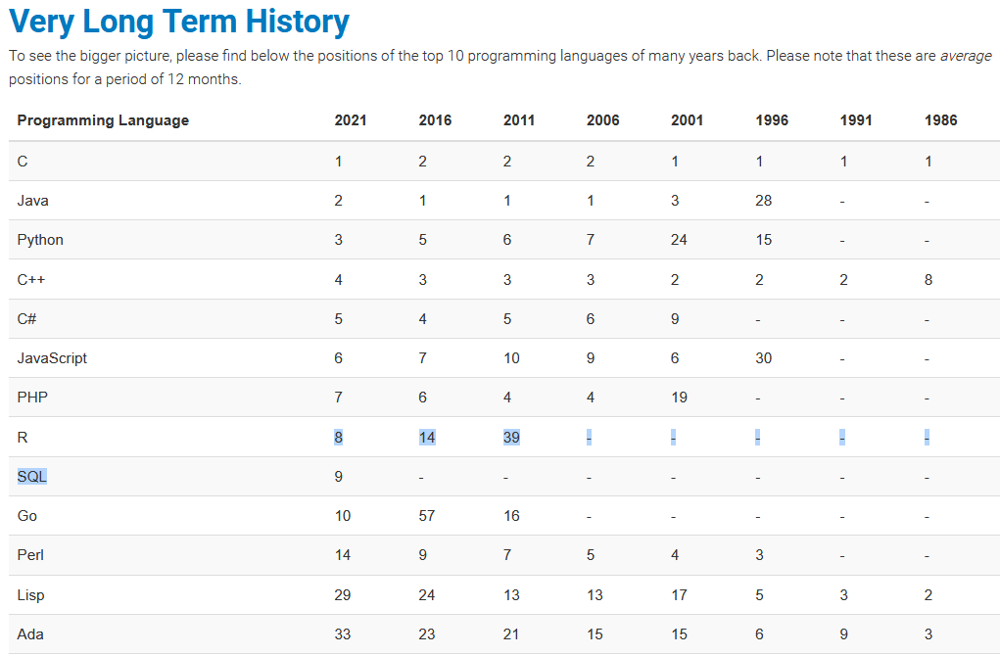 Very Long Term History
To see the bigger picture, please find below the positions of the top 10 programming languages of many years back. Please note that these are average
positions for a period of 12 months.
Programming Language 2021 2016 2011 2006 2001 1996 1991 1986
C 1 2 2 2 1 1 1 1
Java 2 1 1 1 3 28 - -
Python 3 5 6 7 24 15 - -
C++ 4 3 3 3 2 2 2 8
C# 5 4 5 6 9 - - -
JavaScript 6 7 10 9 6 30 - -
PHP 7 6 4 4 19 - - -
R 8 14 39 - - - - -
SQL 9 - - - - - - -
Go 10 57 16 - - - - -
Perl 14 9 7 5 4 3 - -
Lisp 29 24 13 13 17 5 3 2
Ada 33 23 21 15 15 6 9 3